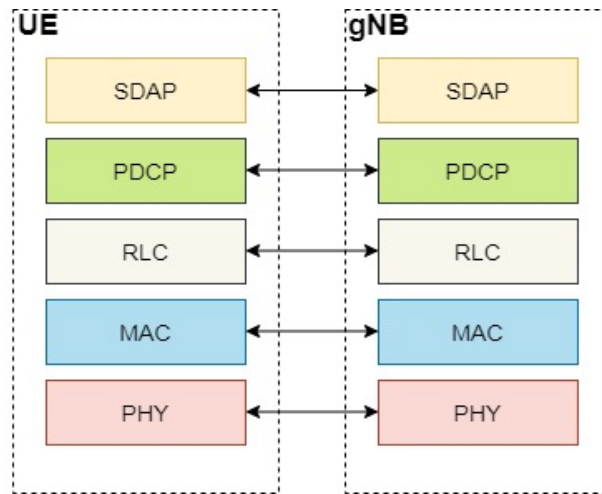 UE gNB
SDAP SDAP
PDCP PDCP
RLC RLC
MAC MAC
PHY PHY